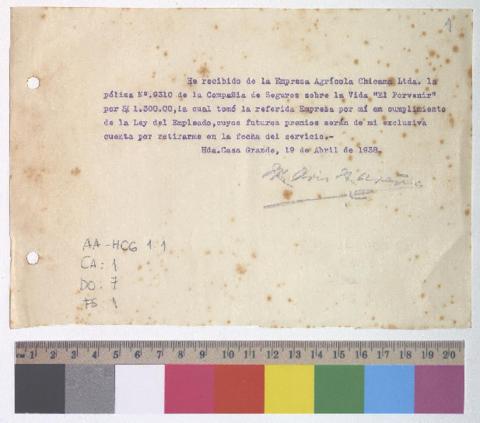 1
He recibido de la Empresa Agrícola Chicama Ltda. la
póliza Nº.9310 de la Compañía de Seguros sobre la Vida "El Porvenir"
por S/. 1.300.00,la cual tomó la referida Empresa por mí en cumplimiento
de la Ley del Empleado,cuyos futuros premios serán de mi exclusiva
cuenta por retirarme en la fecha del servicio.-
Hda.Casa Grande, 19 de Abril de 1938.
AA-HCG 1.1
CA: 1
DO: 7
FS 1
cm 1 2 3 4 5 6 7 8 9 10 11 12 13 14 15 16 17 18 19 20